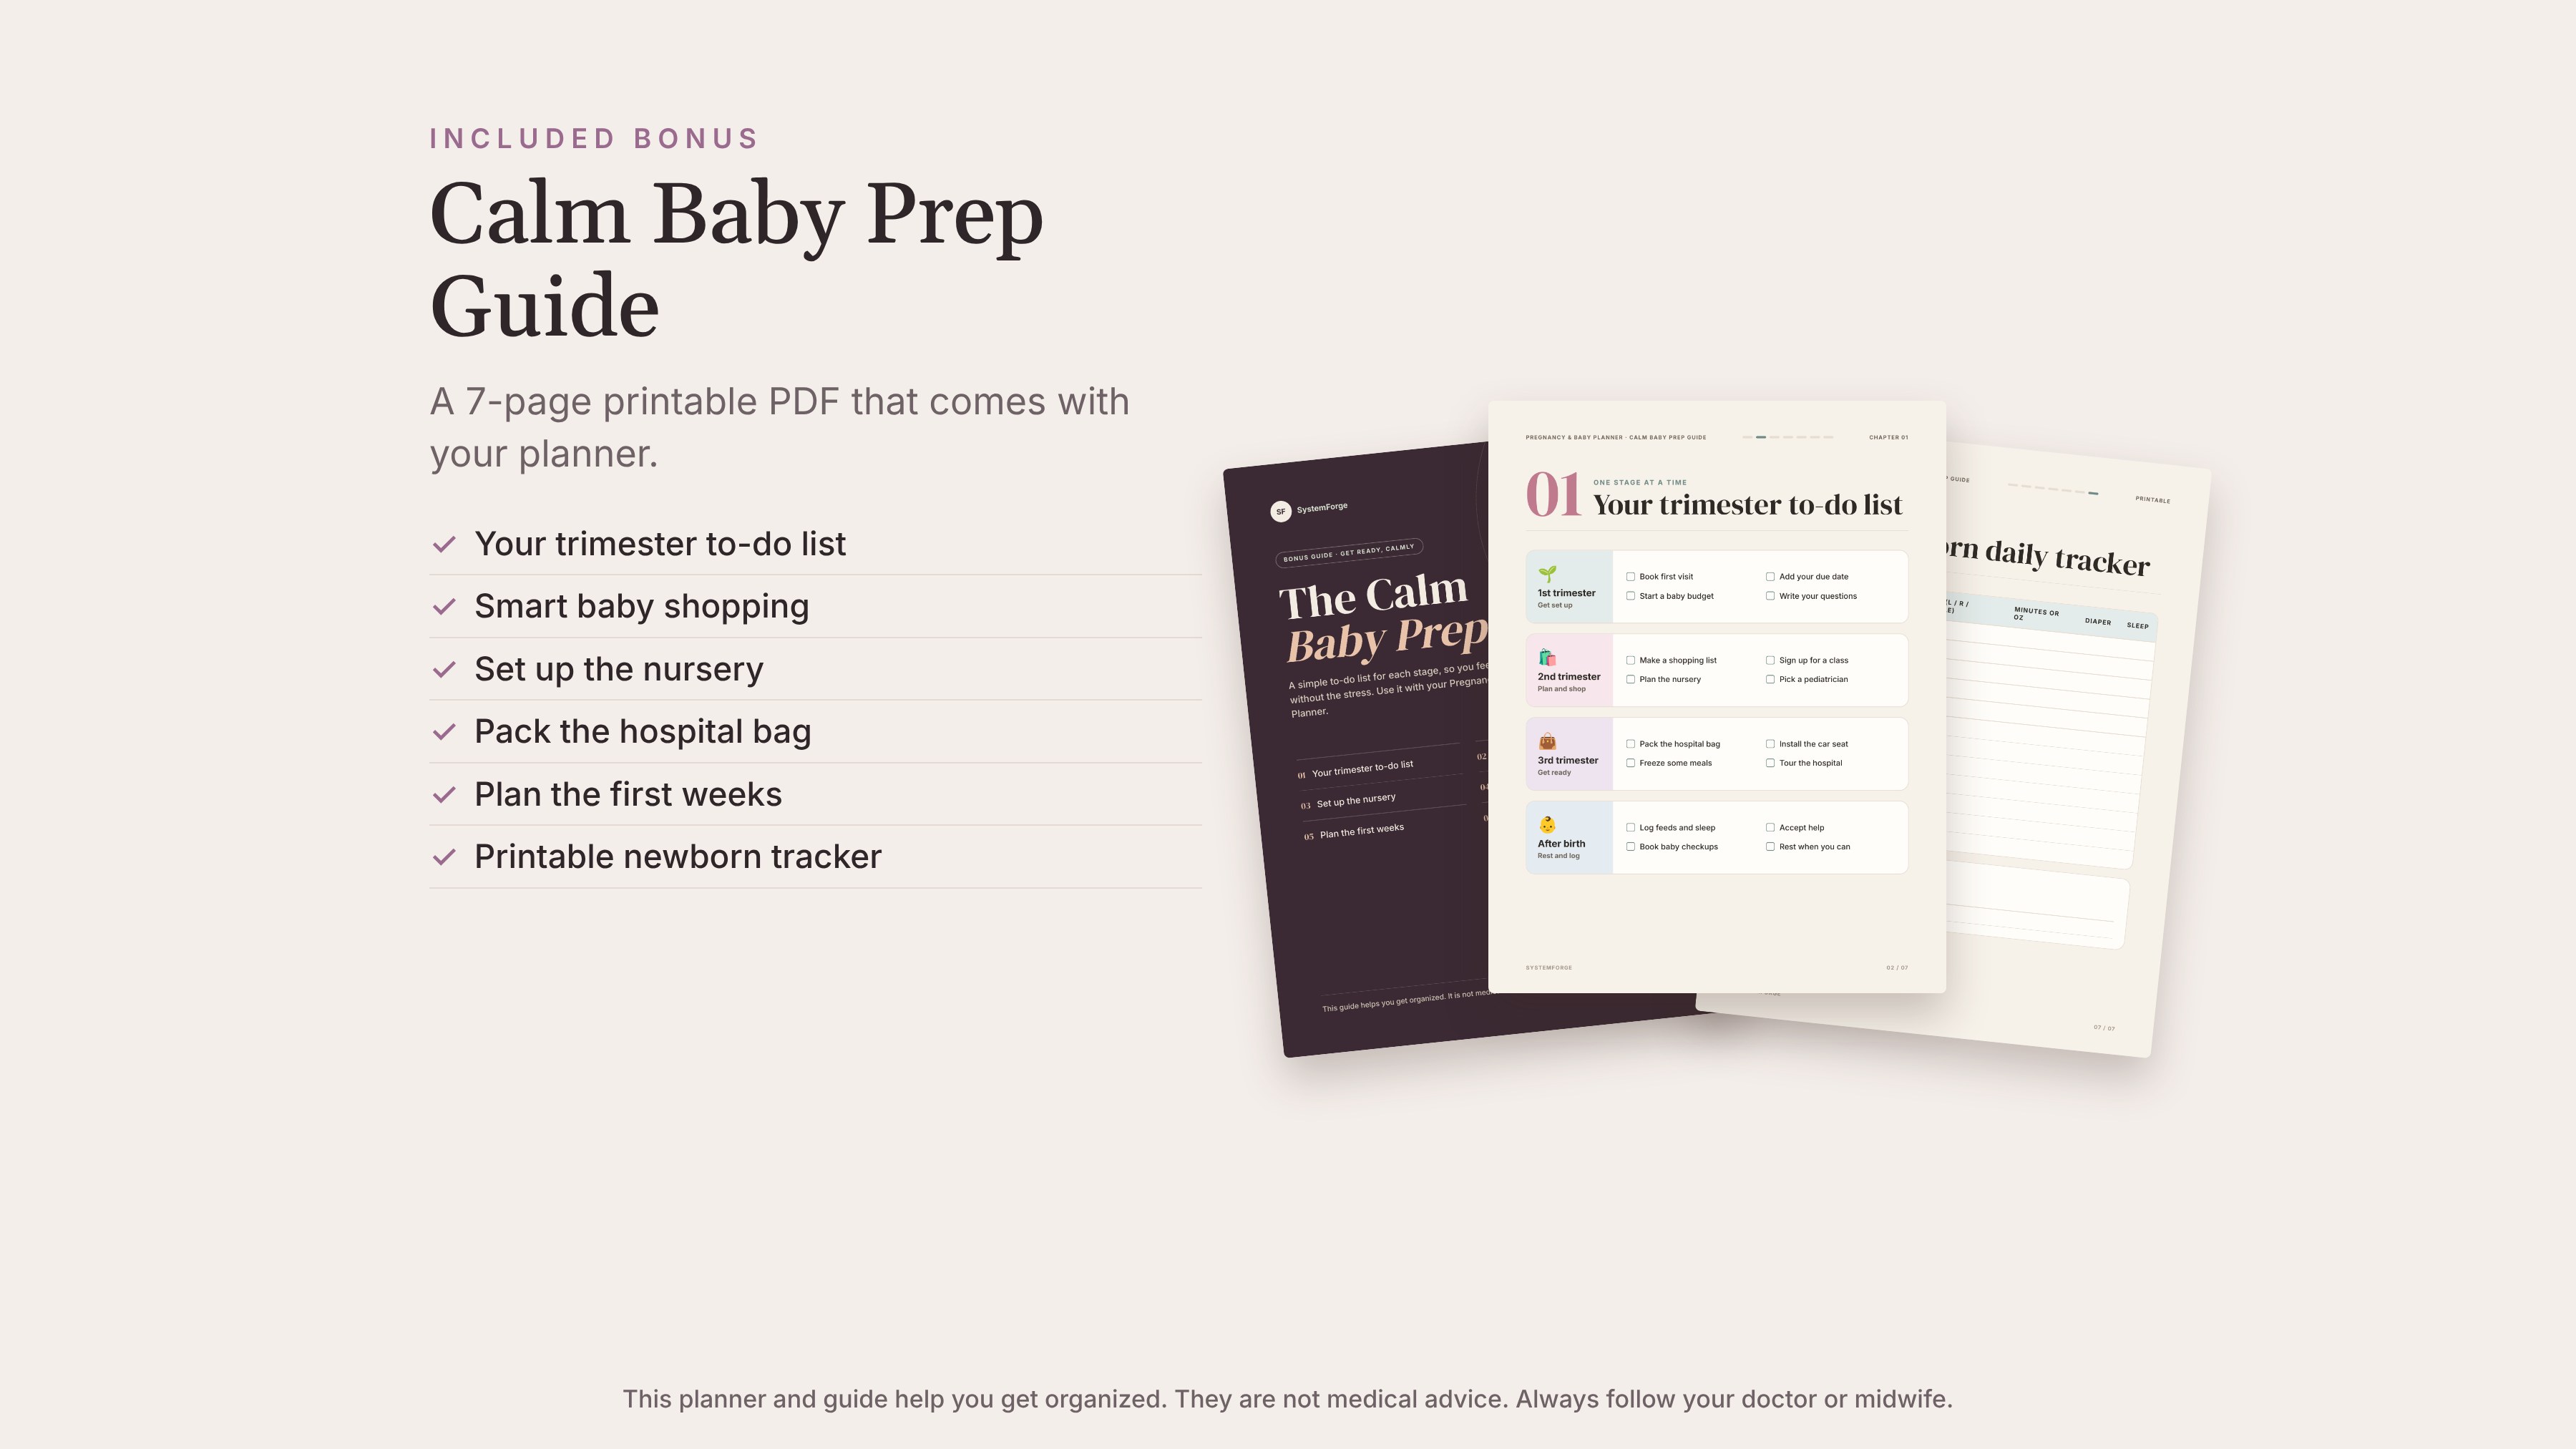 INCLUDED BONUS
Calm Baby Prep
Guide
A 7-page printable PDF that comes with
your planner.
Your trimester to-do list
Smart baby shopping
Set up the nursery
Pack the hospital bag
Plan the first weeks
Printable newborn tracker
SF SystemForge
BONUS GUIDE · GET READY, CALMLY
The Calm
Baby Prep
A simple to-do list for each stage, so you
without the stress. Use it with your
Planner.
01 Your trimester to-do list
02
03 Set up the nursery
05 Plan the first weeks
This guide helps you get organized. It is not
PREGNANCY & BABY PLANNER · CALM BABY PREP GUIDE
CHAPTER 01
01
ONE STAGE AT A TIME
Your trimester to-do list
1st trimester
Get set up
Book first visit
Add your due date
Start a baby budget
Write your questions
2nd trimester
Plan and shop
Make a shopping list
Sign up for a class
Plan the nursery
Pick a pediatrician
3rd trimester
Get ready
Pack the hospital bag
Install the car seat
Freeze some meals
Tour the hospital
After birth
Rest and log
Log feeds and sleep
Accept help
Book baby checkups
Rest when you can
SYSTEMFORGE
02 / 07
GUIDE
PRINTABLE
daily tracker
L / R /
MINUTES OR
OZ
DIAPER
SLEEP
07 / 07
This planner and guide help you get organized. They are not medical advice. Always follow your doctor or midwife.